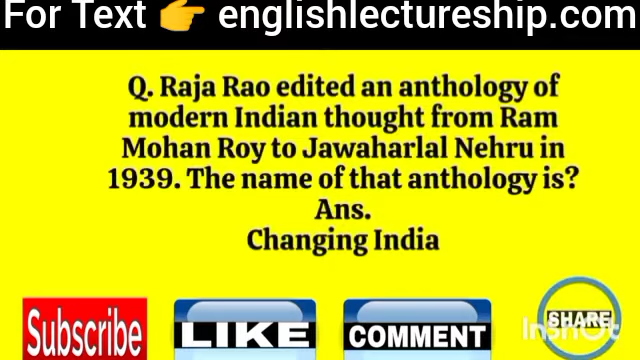 For Text 👉 englishlectureship.com
Q. Raja Rao edited an anthology of
modern Indian thought from Ram
Mohan Roy to Jawaharlal Nehru in
1939. The name of that anthology is?
Ans.
Changing India
Subscribe
LIKE
COMMENT
SHARE
InShOt